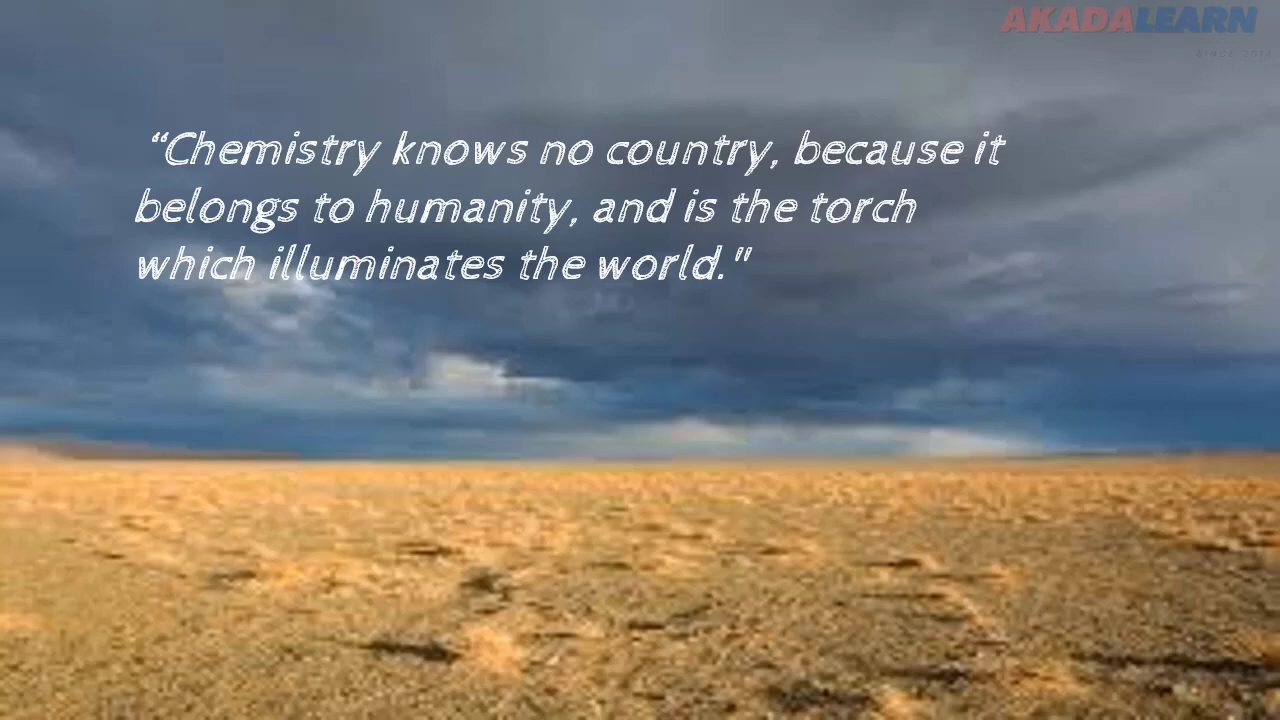 AKADALEARN
“Chemistry knows no country, because it
belongs to humanity, and is the torch
which illuminates the world."